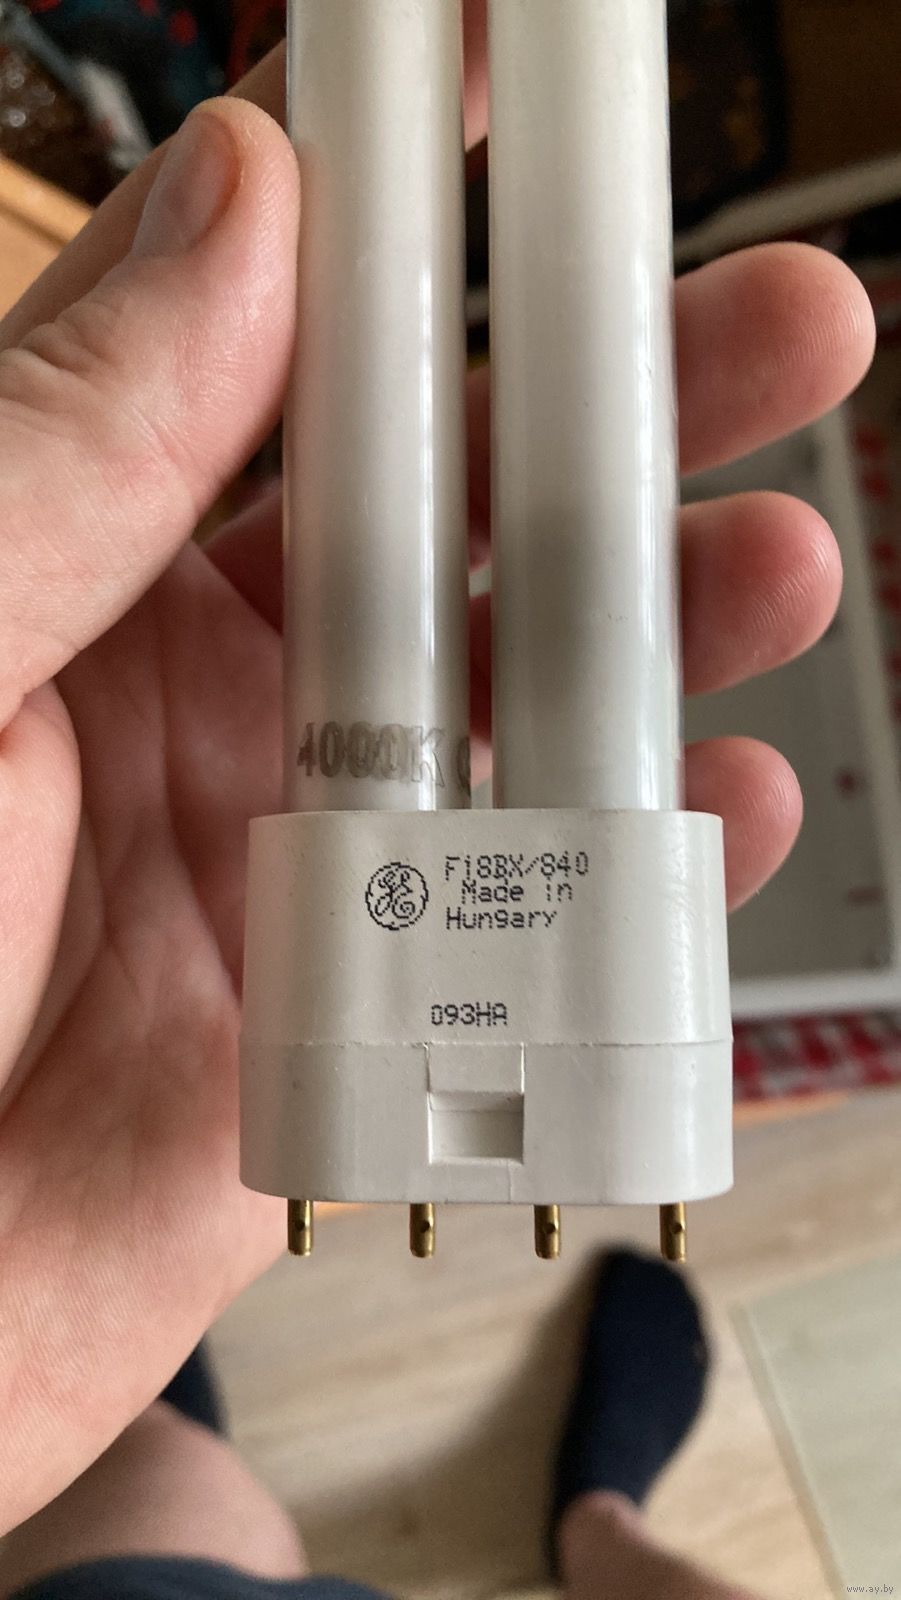 4000K
F18BX/840
Made in
Hungary
093HA
www.ay.by